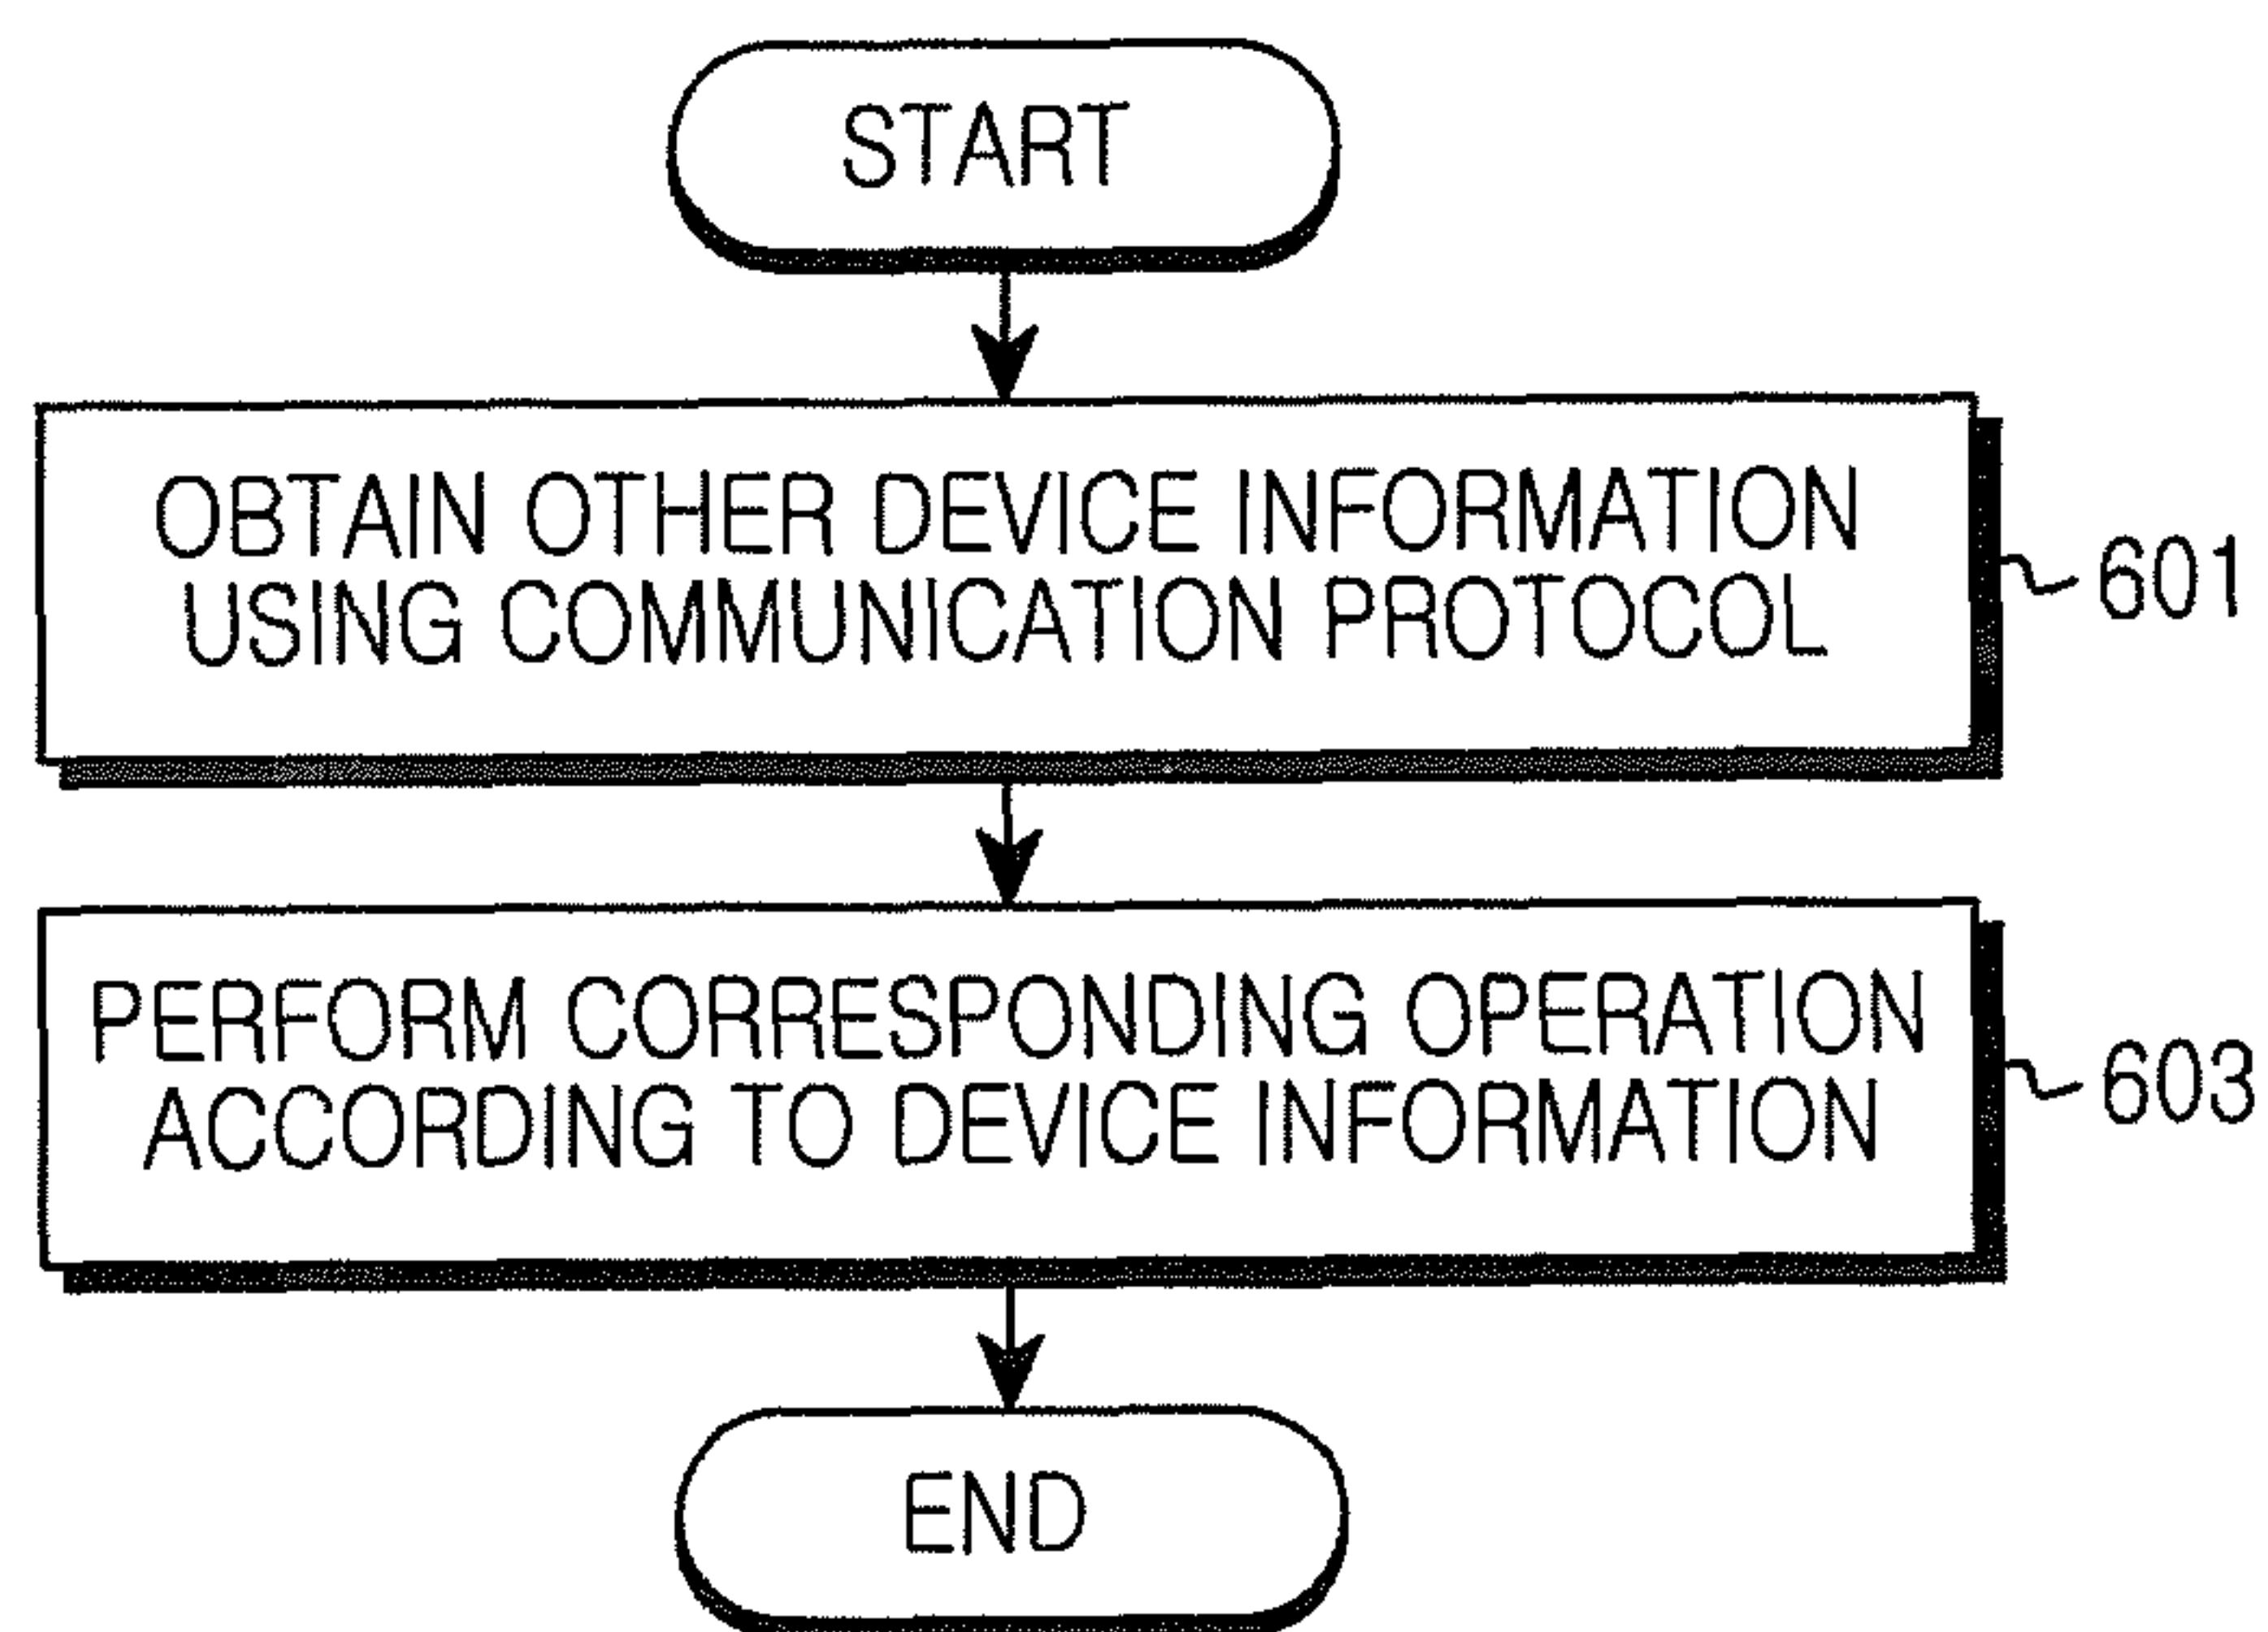 START
OBTAIN OTHER DEVICE INFORMATION
USING COMMUNICATION PROTOCOL
601
PERFORM CORRESPONDING OPERATION
ACCORDING TO DEVICE INFORMATION
603
END